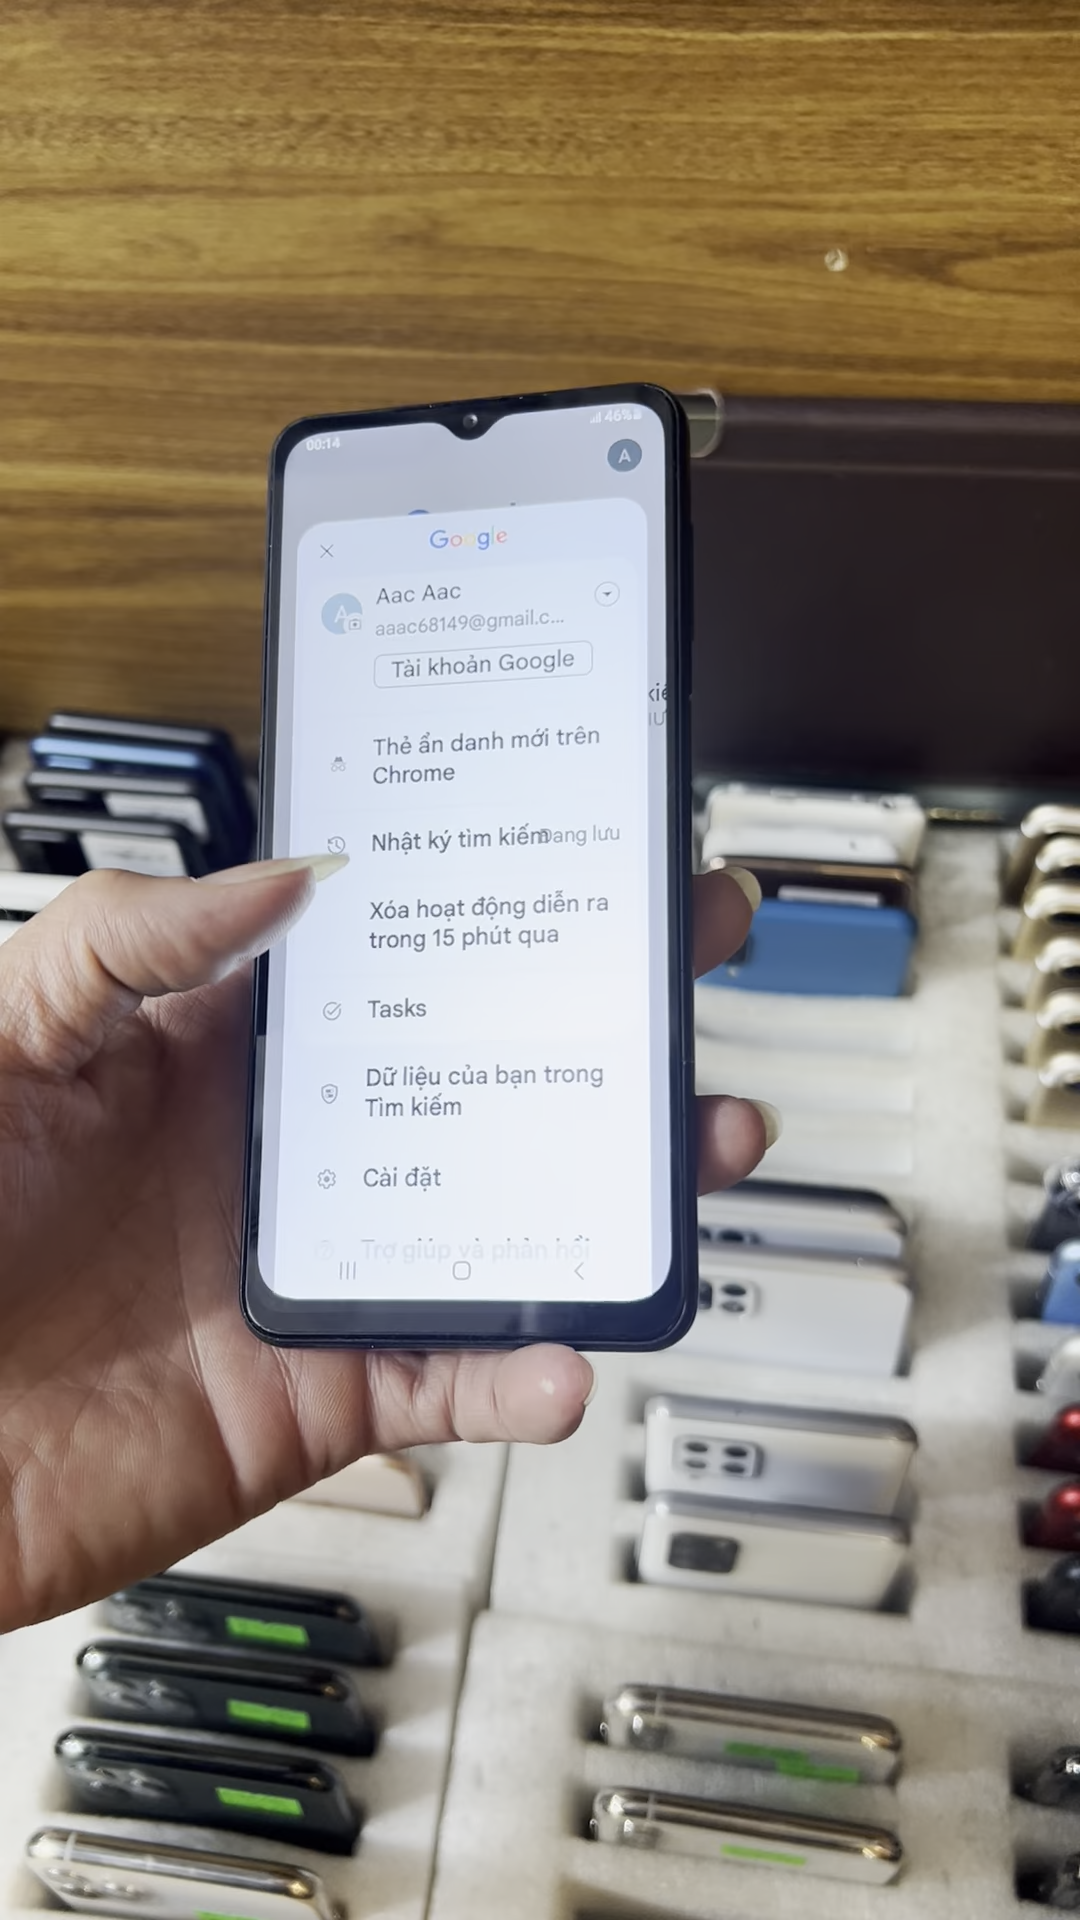 00:14
46%
A
Google
Aac Aac
A
aaac68149@gmail.c...
Tài khoản Google
Thẻ ẩn danh mới trên
Chrome
Nhật ký tìm kiếm
Đang lưu
Xóa hoạt động diễn ra
trong 15 phút qua
Tasks
Dữ liệu của bạn trong
Tìm kiếm
Cài đặt
Trợ giúp và phản hồi